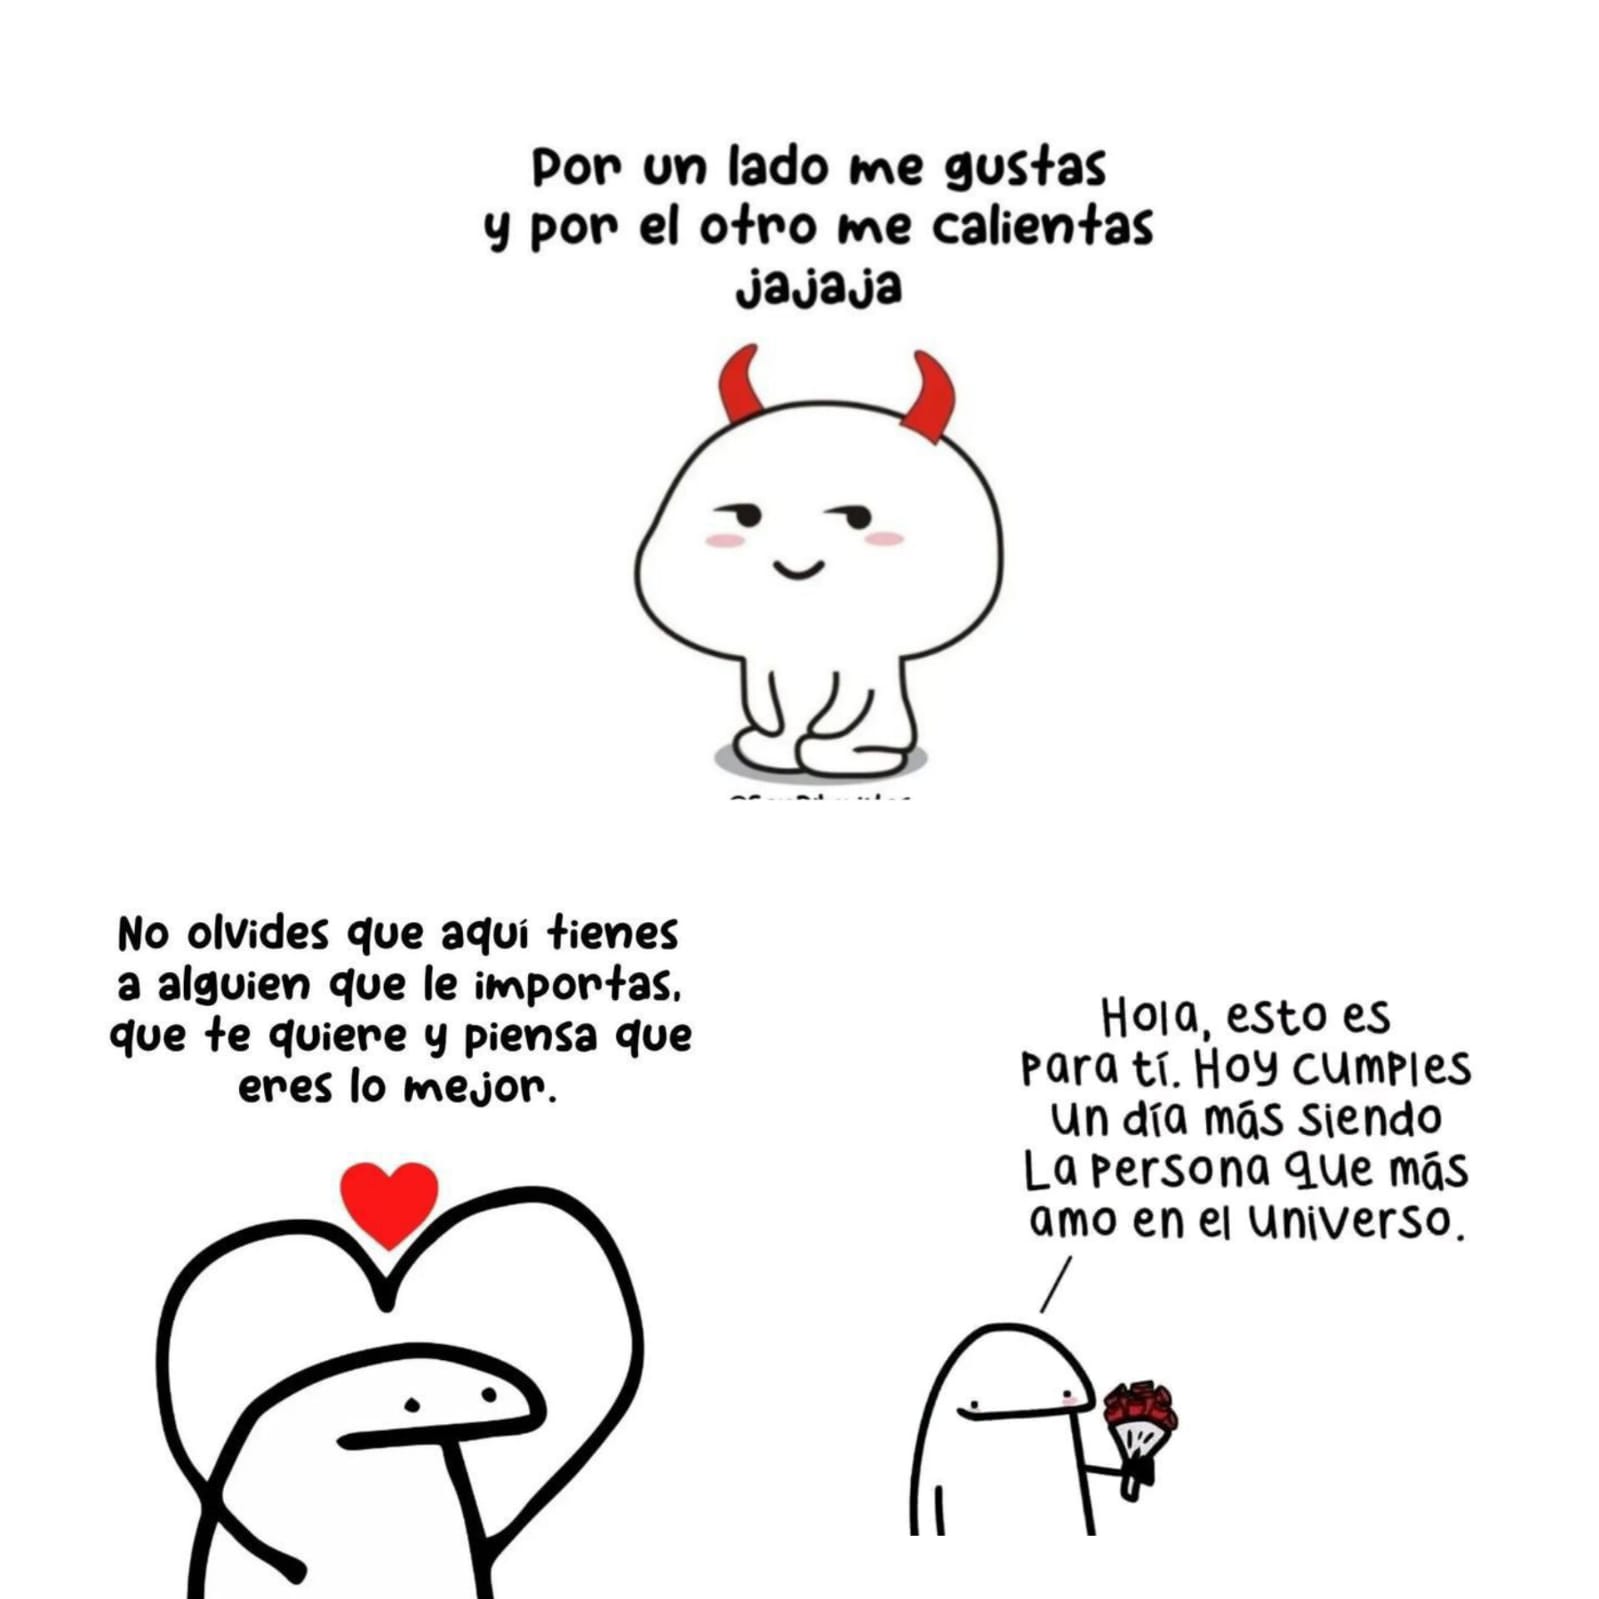 Por un lado me gustas
y por el otro me calientas
jajaja
No olvides que aquí tienes
a alguien que le importas,
que te quiere y piensa que
eres lo mejor.
Hola, esto es
para tí. Hoy cumples
un día más siendo
La persona que más
amo en el universo.